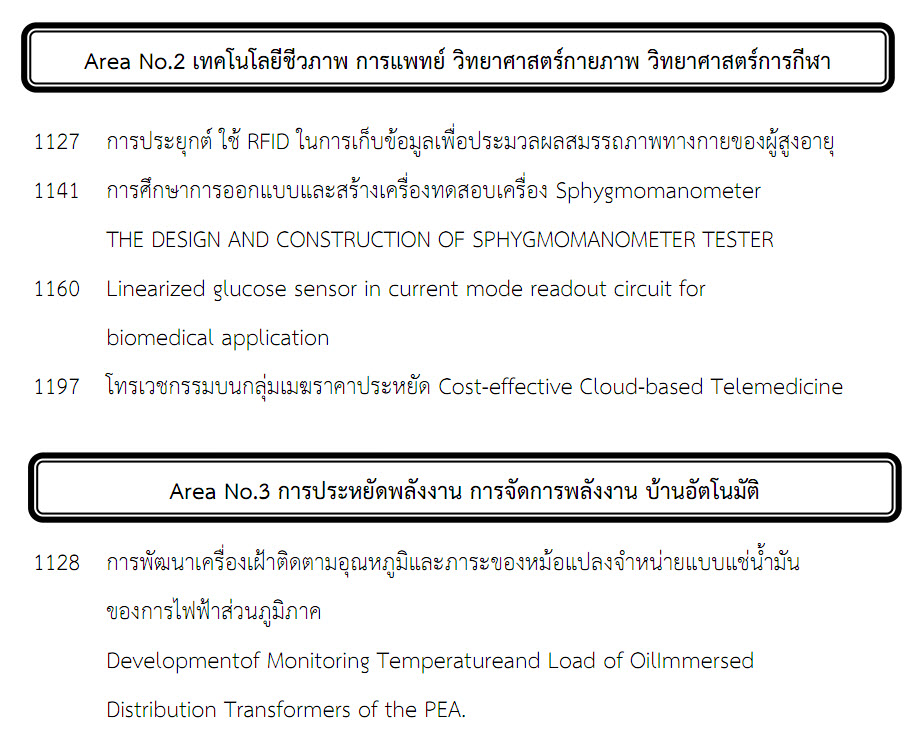 Area No.2 เทคโนโลยีชีวภาพ การแพทย์ วิทยาศาสตร์กายภาพ วิทยาศาสตร์การกีฬา
1127 การประยุกต์ ใช้ RFID ในการเก็บข้อมูลเพื่อประมวลผลสมรรถภาพทางกายของผู้สูงอายุ
1141 การศึกษาการออกแบบและสร้างเครื่องทดสอบเครื่อง Sphygmomanometer
THE DESIGN AND CONSTRUCTION OF SPHYGMOMANOMETER TESTER
1160 Linearized glucose sensor in current mode readout circuit for
biomedical application
1197 โทรเวชกรรมบนกลุ่มเมฆราคาประหยัด Cost-effective Cloud-based Telemedicine
Area No.3 การประหยัดพลังงาน การจัดการพลังงาน บ้านอัตโนมัติ
1128 การพัฒนาเครื่องเฝ้าติดตามอุณหภูมิและภาระของหม้อแปลงจำหน่ายแบบแช่น้ำมัน
ของการไฟฟ้าส่วนภูมิภาค
Developmentof Monitoring Temperatureand Load of OilImmersed
Distribution Transformers of the PEA.